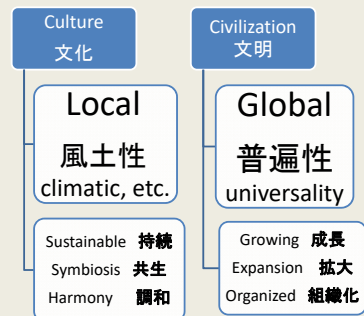 Culture
文化
Local
風土性
climatic, etc.
Sustainable 持続
Symbiosis 共生
Harmony 調和
Civilization
文明
Global
普遍性
universality
Growing 成長
Expansion 拡大
Organized 組織化